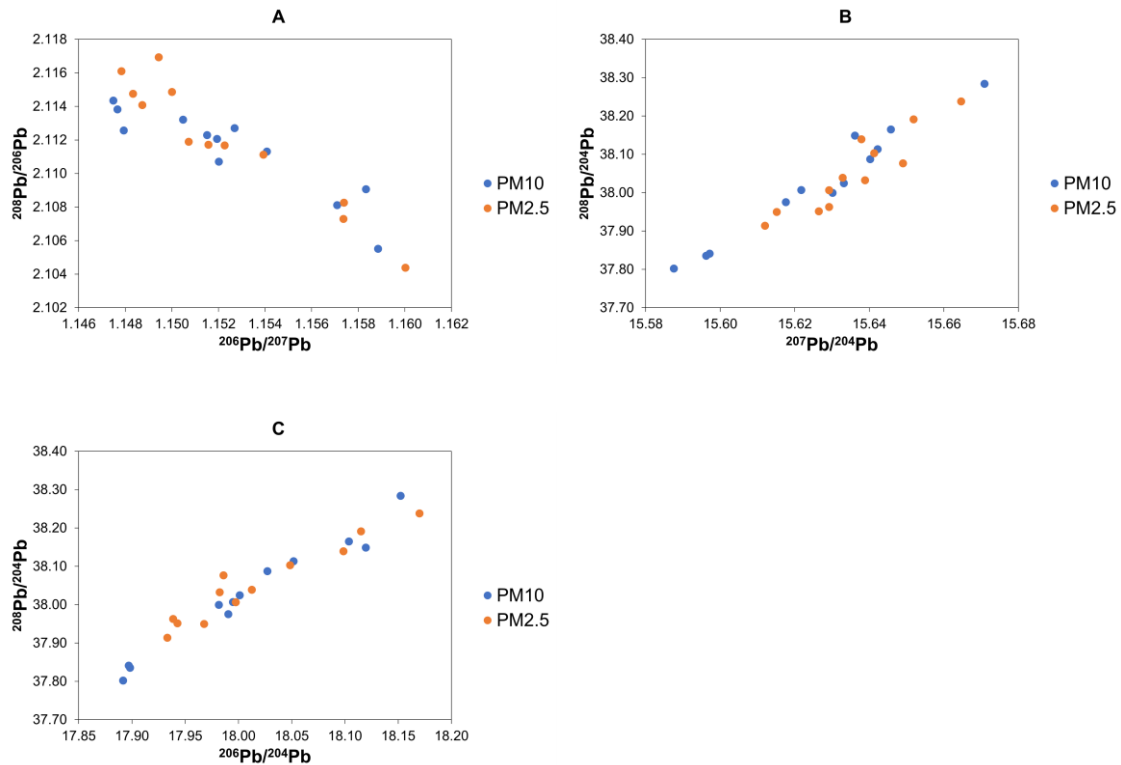 A
2.118
2.116
2.114
2.112
2.110
2.108
2.106
2.104
2.102
²⁰⁸Pb/²⁰⁶Pb
1.146 1.148 1.150 1.152 1.154 1.156 1.158 1.160 1.162
²⁰⁶Pb/²⁰⁷Pb
PM10
PM2.5
B
38.40
38.30
38.20
38.10
38.00
37.90
37.80
37.70
²⁰⁸Pb/²⁰⁴Pb
15.58 15.60 15.62 15.64 15.66 15.68
²⁰⁷Pb/²⁰⁴Pb
PM10
PM2.5
C
38.40
38.30
38.20
38.10
38.00
37.90
37.80
37.70
²⁰⁸Pb/²⁰⁴Pb
17.85 17.90 17.95 18.00 18.05 18.10 18.15 18.20
²⁰⁶Pb/²⁰⁴Pb
PM10
PM2.5